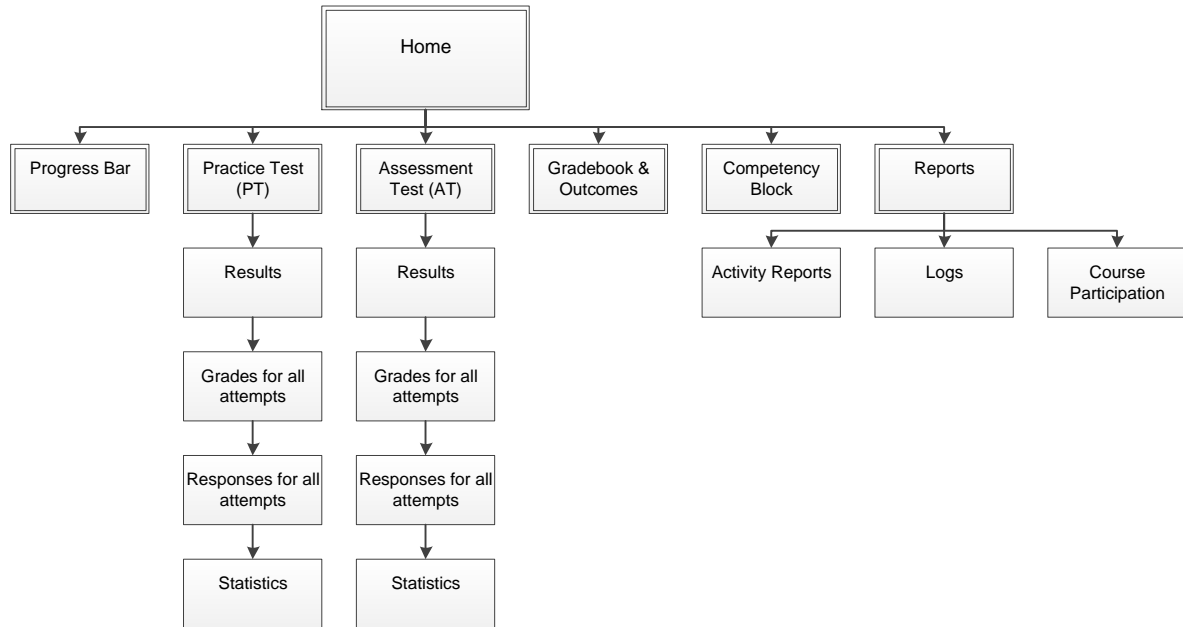 Home
Progress Bar
Practice Test
(PT)
Assessment
Test (AT)
Gradebook &
Outcomes
Competency
Block
Reports
Results
Results
Activity Reports
Logs
Course
Participation
Grades for all
attempts
Grades for all
attempts
Responses for all
attempts
Responses for all
attempts
Statistics
Statistics